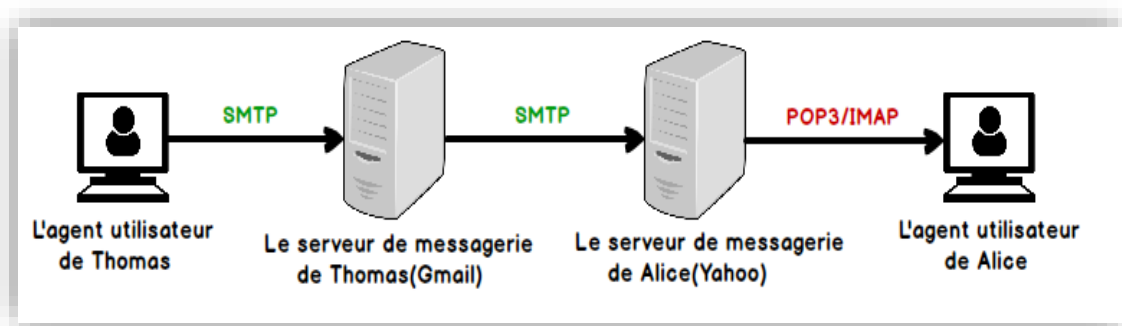 SMTP
SMTP
POP3/IMAP
L'agent utilisateur
de Thomas
Le serveur de messagerie
de Thomas(Gmail)
Le serveur de messagerie
de Alice(Yahoo)
L'agent utilisateur
de Alice